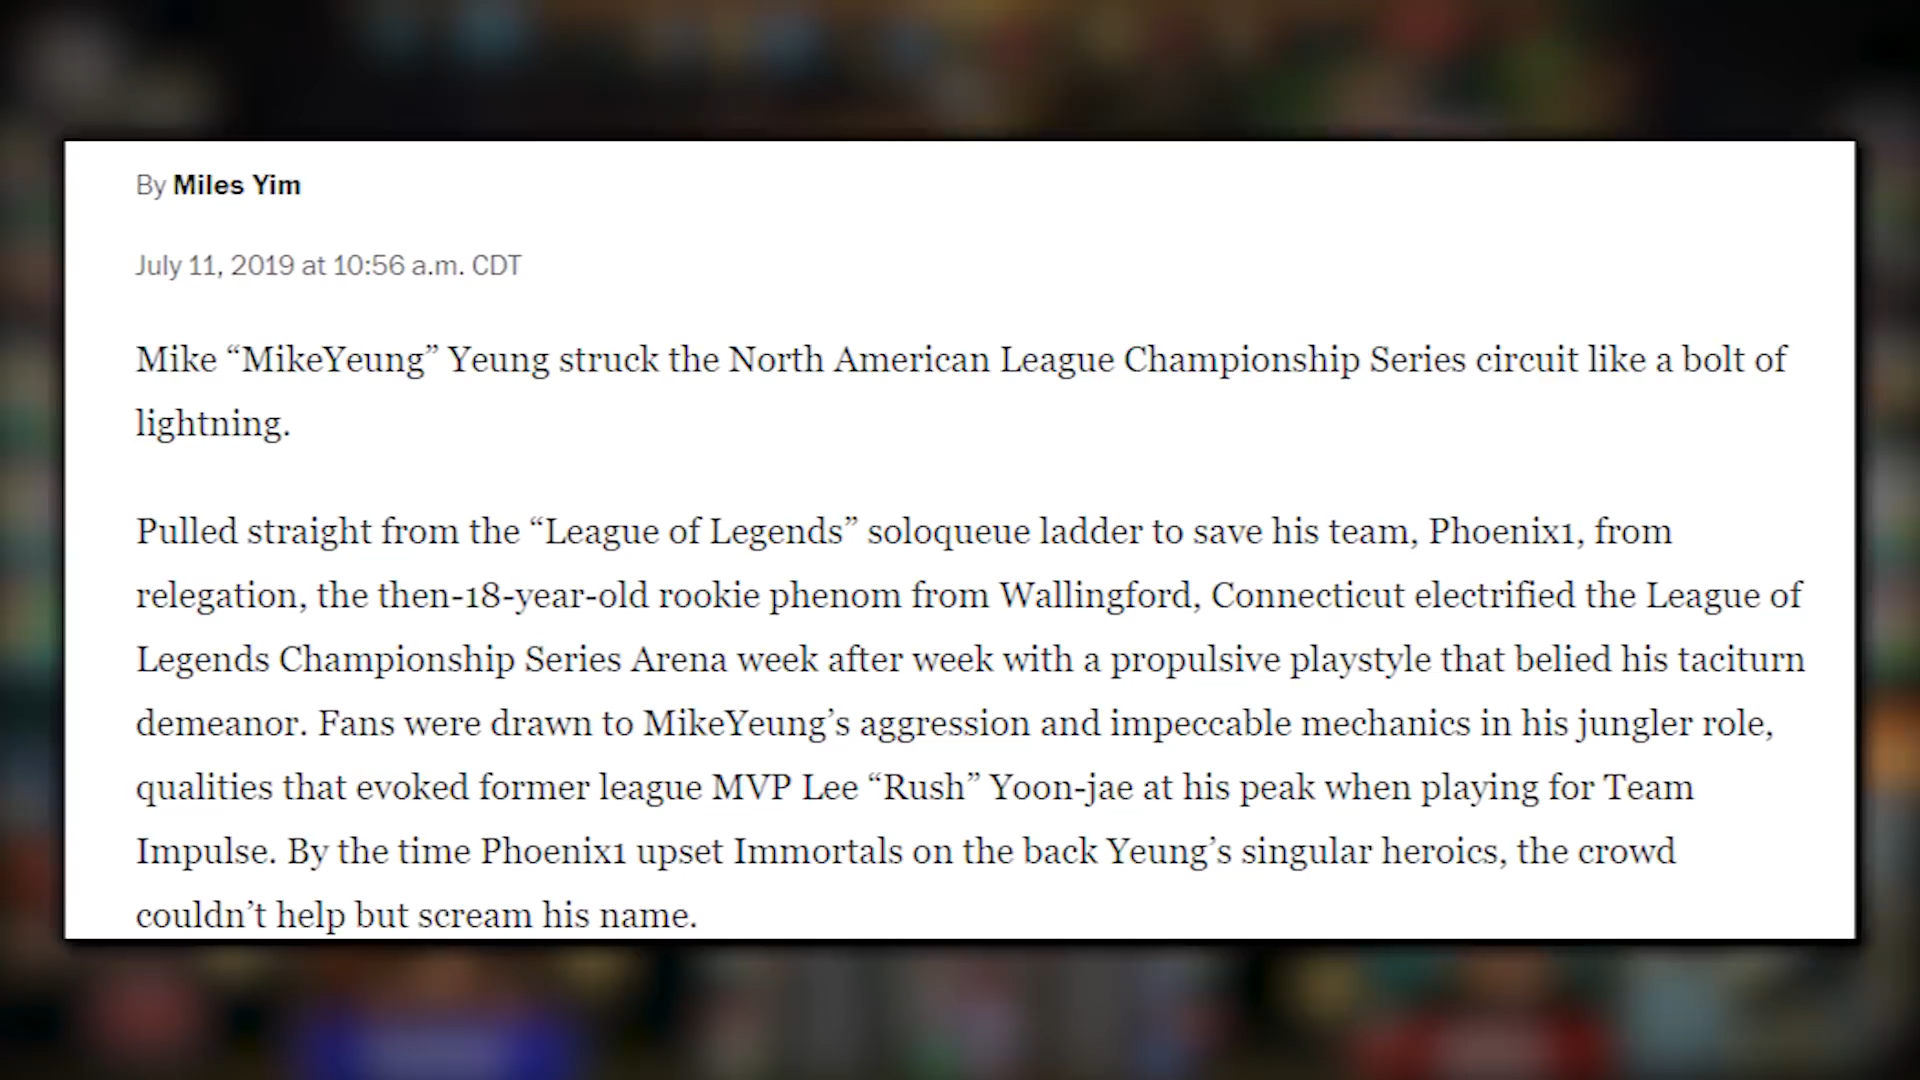 By Miles Yim
July 11, 2019 at 10:56 a.m. CDT
Mike “MikeYeung” Yeung struck the North American League Championship Series circuit like a bolt of
lightning.
Pulled straight from the “League of Legends” soloqueue ladder to save his team, Phoenix1, from
relegation, the then-18-year-old rookie phenom from Wallingford, Connecticut electrified the League of
Legends Championship Series Arena week after week with a propulsive playstyle that belied his taciturn
demeanor. Fans were drawn to MikeYeung’s aggression and impeccable mechanics in his jungler role,
qualities that evoked former league MVP Lee “Rush” Yoon-jae at his peak when playing for Team
Impulse. By the time Phoenix1 upset Immortals on the back Yeung’s singular heroics, the crowd
couldn’t help but scream his name.